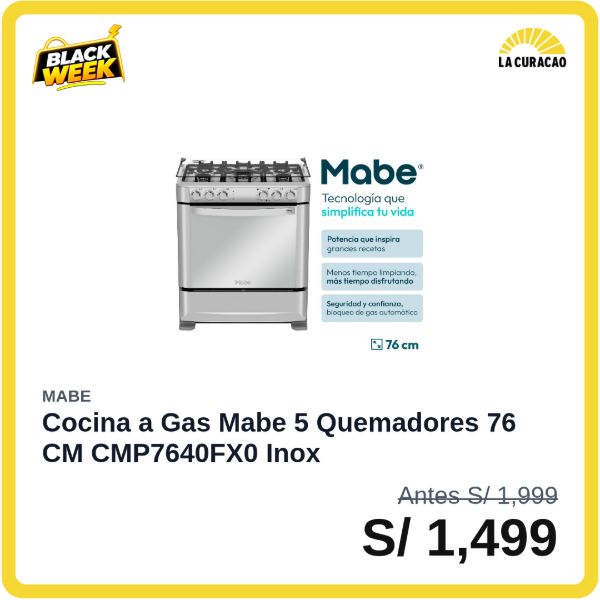 BLACK
WEEK
LA CURACAO
Mabe®
Tecnología que
simplifica tu vida
Potencia que inspira
grandes recetas
Menos tiempo limpiando,
más tiempo disfrutando
Seguridad y confianza,
bloqueo de gas automático
Mabe
76 cm
MABE
Cocina a Gas Mabe 5 Quemadores 76
CM CMP7640FX0 Inox
Antes S/ 1,999
S/ 1,499